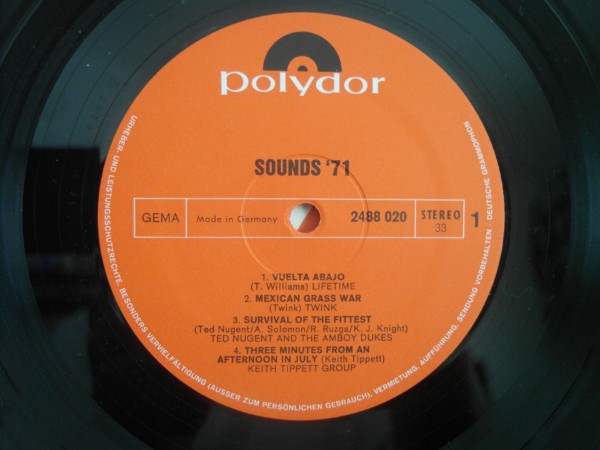 polydor
SOUNDS '71
GEMA
Made in Germany
2488 020
STEREO
33
1
1. VUELTA ABAJO
(T. Williams) LIFETIME
2. MEXICAN GRASS WAR
(Twink) TWINK
3. SURVIVAL OF THE FITTEST
(Ted Nugent/A. Solomon/R. Ruzga/K. J. Knight)
TED NUGENT AND THE AMBOY DUKES
4. THREE MINUTES FROM AN
AFTERNOON IN JULY (Keith Tippett)
KEITH TIPPETT GROUP
URHEBER- UND LEISTUNGSSCHUTZRECHTE, BESONDERS VERVIELFÄLTIGUNG (AUSSER ZUM PERSÖNLICHEN GEBRAUCH), VERMIETUNG, AUFFÜHRUNG, SENDUNG VORBEHALTEN · DEUTSCHE GRAMMOPHON